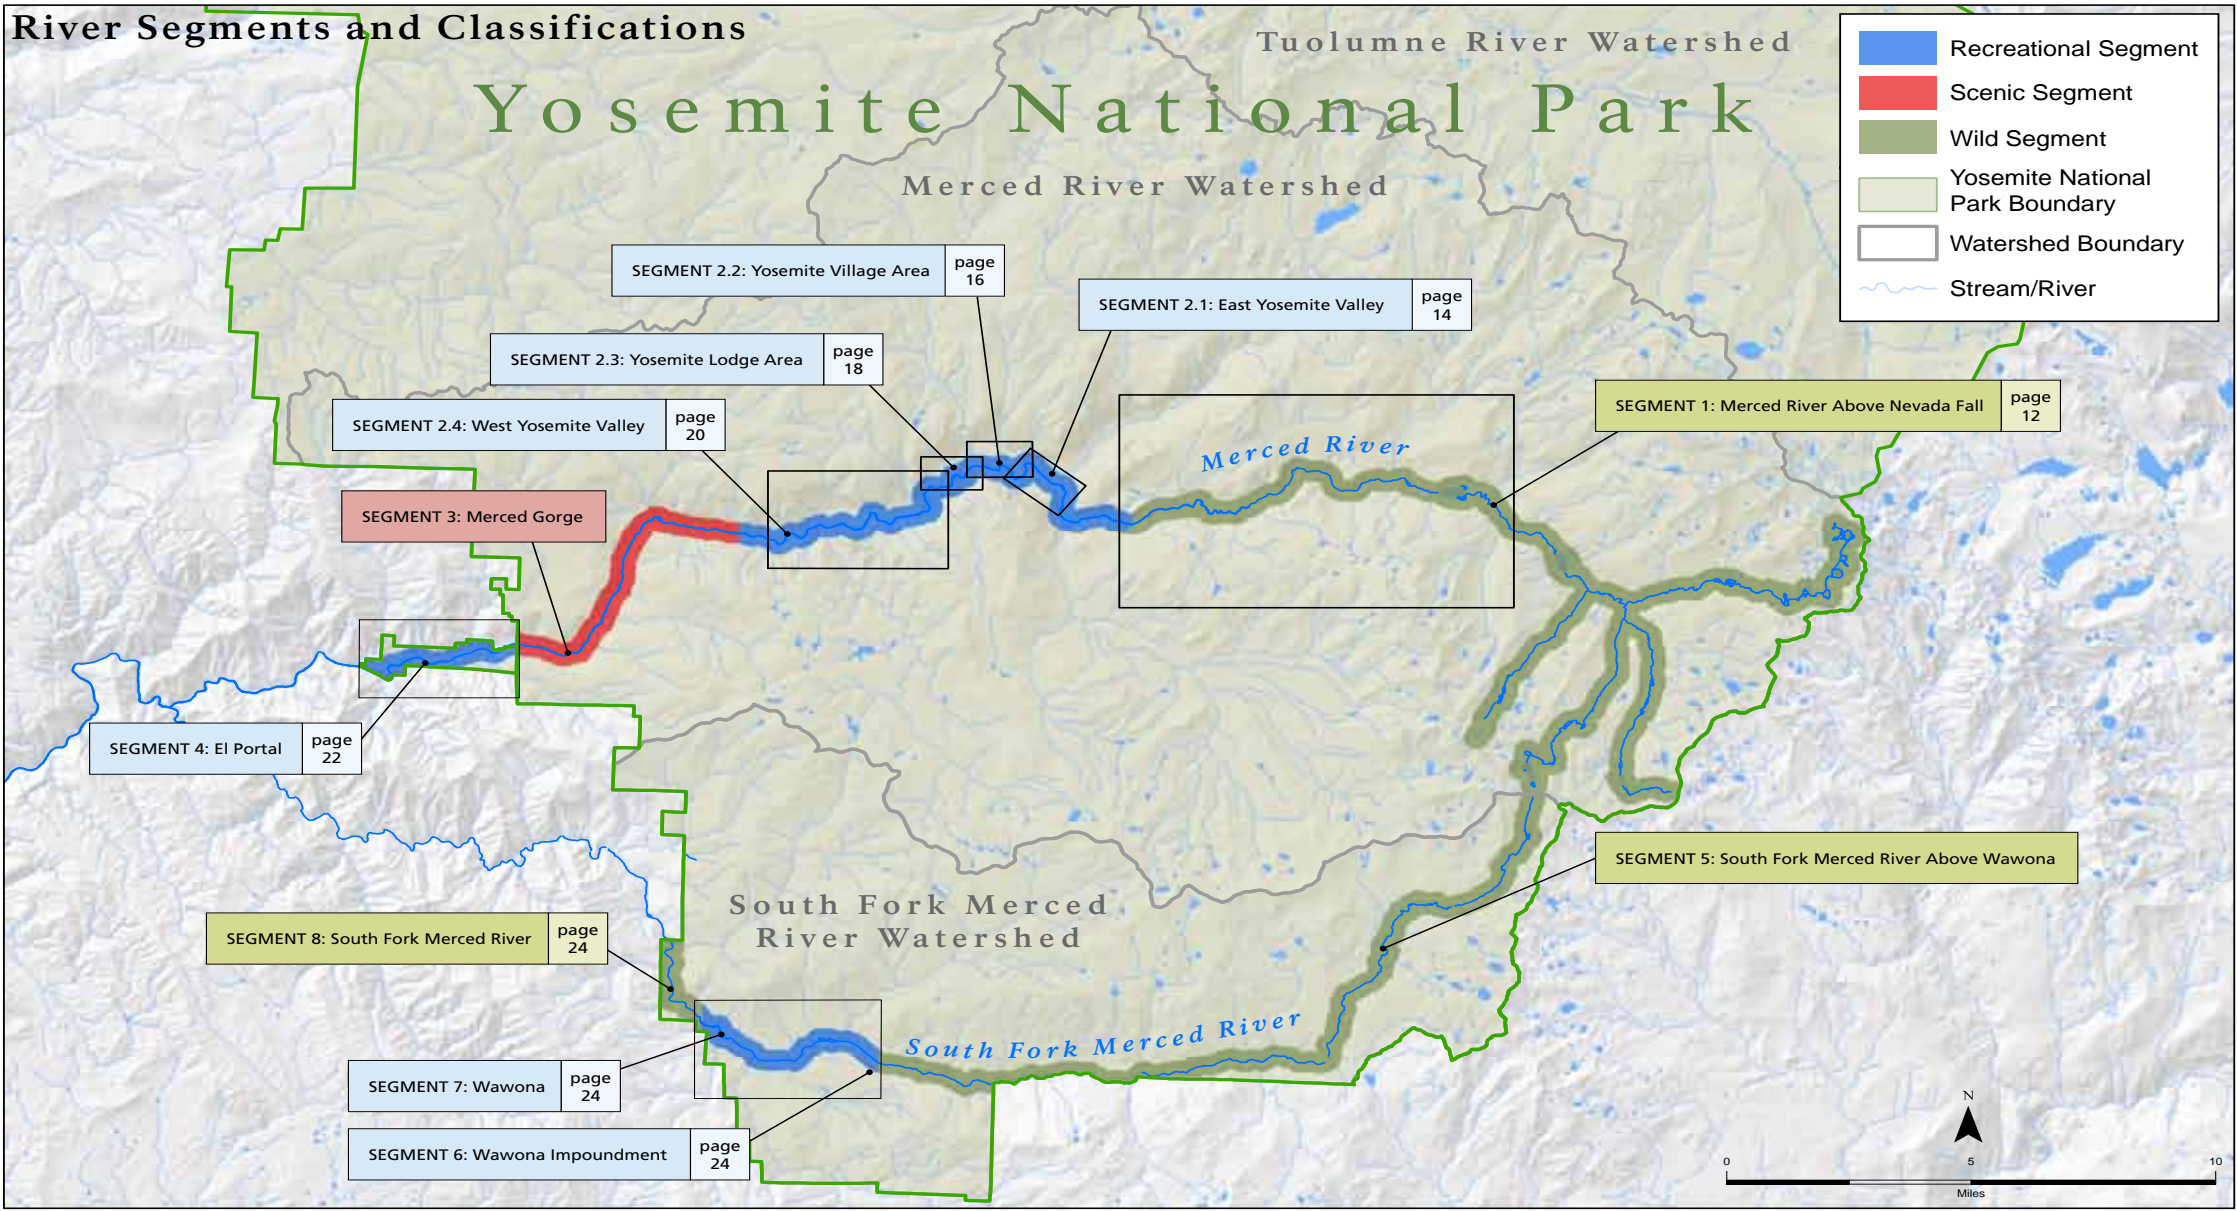 River Segments and Classifications
Tuolumne River Watershed
Yosemite National Park
Merced River Watershed
Recreational Segment
Scenic Segment
Wild Segment
Yosemite National
Park Boundary
Watershed Boundary
Stream/River
SEGMENT 2.2: Yosemite Village Area
page
16
SEGMENT 2.1: East Yosemite Valley
page
14
SEGMENT 2.3: Yosemite Lodge Area
page
18
SEGMENT 1: Merced River Above Nevada Fall
page
12
SEGMENT 2.4: West Yosemite Valley
page
20
Merced River
SEGMENT 3: Merced Gorge
SEGMENT 4: El Portal
page
22
SEGMENT 5: South Fork Merced River Above Wawona
South Fork Merced
River Watershed
SEGMENT 8: South Fork Merced River
page
24
South Fork Merced River
SEGMENT 7: Wawona
page
24
SEGMENT 6: Wawona Impoundment
page
24
N
0 5 10
Miles